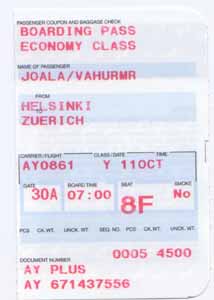 PASSENGER COUPON AND BAGGAGE CHECK
BOARDING PASS
ECONOMY CLASS
NAME OF PASSENGER
JOALA/VAHURMR
FROM
HELSINKI
TO
ZUERICH
CARRIER/FLIGHT CLASS/DATE TIME
AY0861 Y 11OCT
GATE BOARD TIME SEAT SMOKE
30A 07:00 8F No
PCS CK. WT. UNCK. WT. SEQ. NO. PCS CK. WT. UNCK. WT.
0005 4500
DOCUMENT NUMBER
AY PLUS
AY 671437556